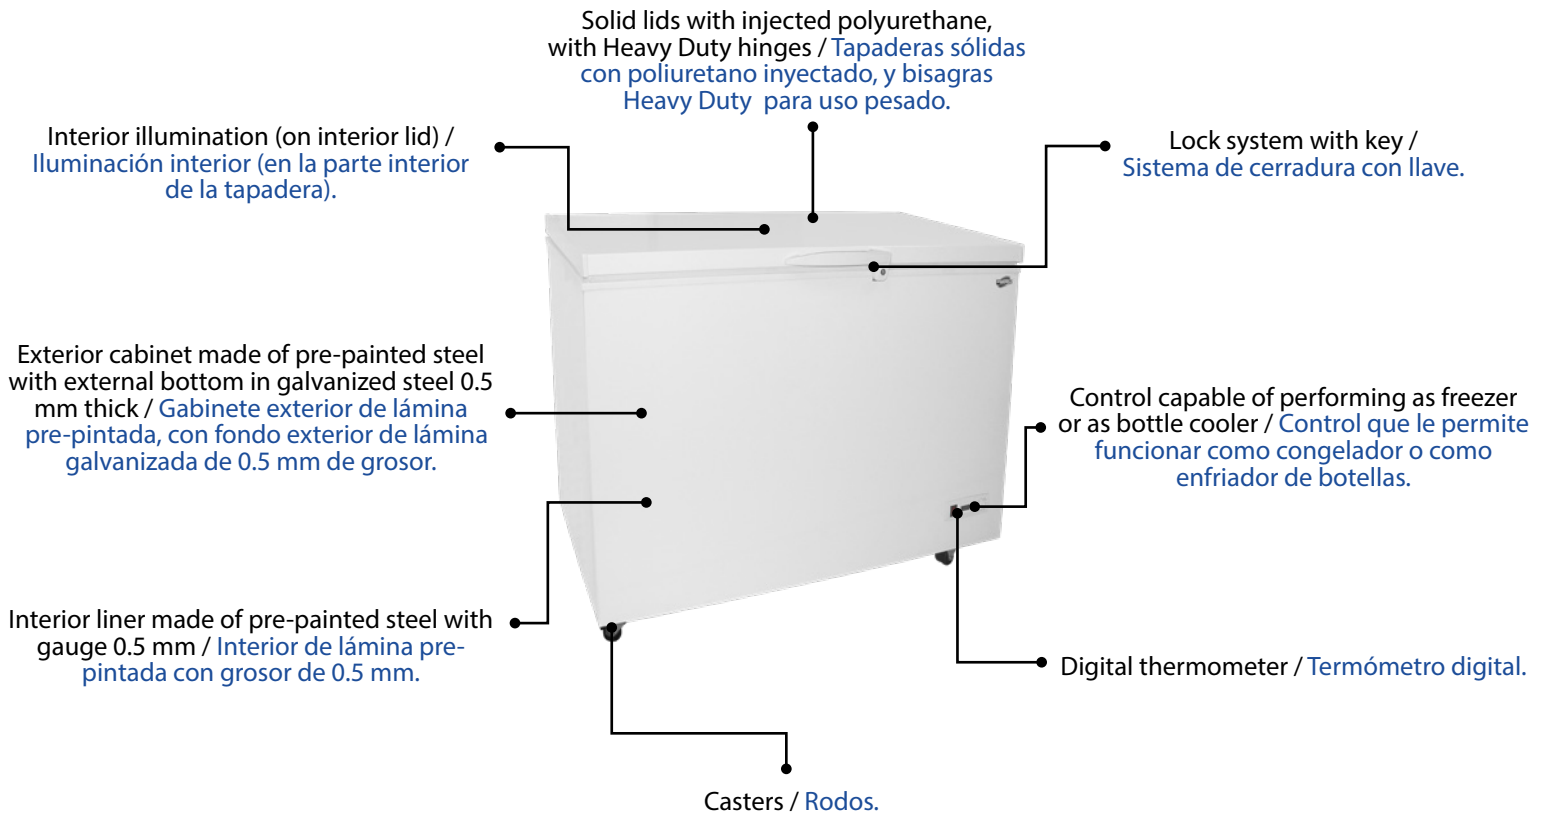 Solid lids with injected polyurethane,
with Heavy Duty hinges / Tapaderas sólidas
con poliuretano inyectado, y bisagras
Heavy Duty para uso pesado.
Interior illumination (on interior lid) /
Iluminación interior (en la parte interior
de la tapadera).
Lock system with key /
Sistema de cerradura con llave.
Exterior cabinet made of pre-painted steel
with external bottom in galvanized steel 0.5
mm thick / Gabinete exterior de lámina
pre-pintada, con fondo exterior de lámina
galvanizada de 0.5 mm de grosor.
Control capable of performing as freezer
or as bottle cooler / Control que le permite
funcionar como congelador o como
enfriador de botellas.
Interior liner made of pre-painted steel with
gauge 0.5 mm / Interior de lámina pre-
pintada con grosor de 0.5 mm.
Digital thermometer / Termómetro digital.
Casters / Rodos.